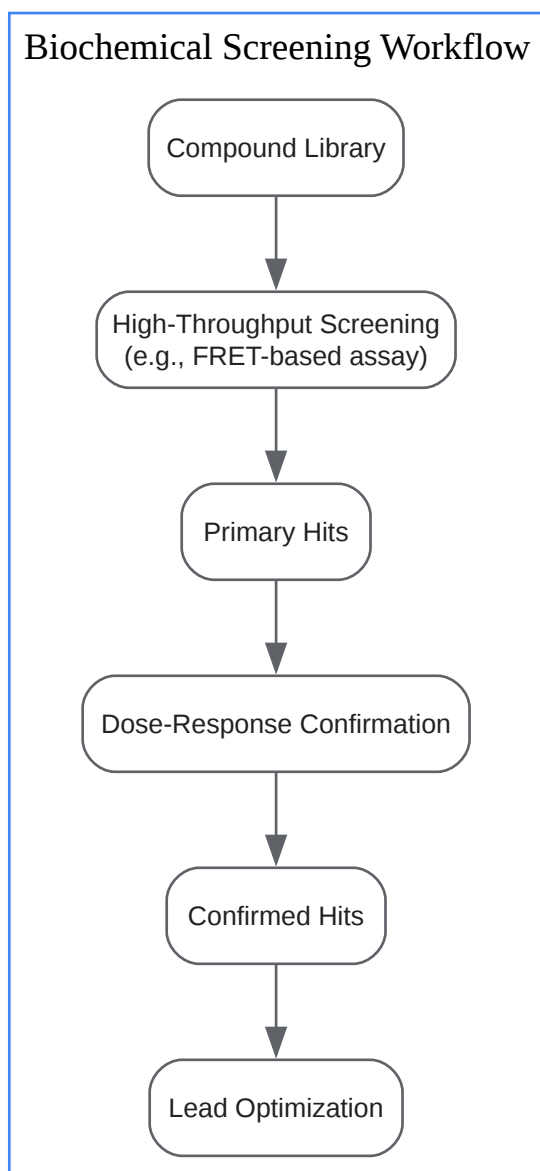 Biochemical Screening Workflow
Compound Library
High-Throughput Screening
(e.g., FRET-based assay)
Primary Hits
Dose-Response Confirmation
Confirmed Hits
Lead Optimization